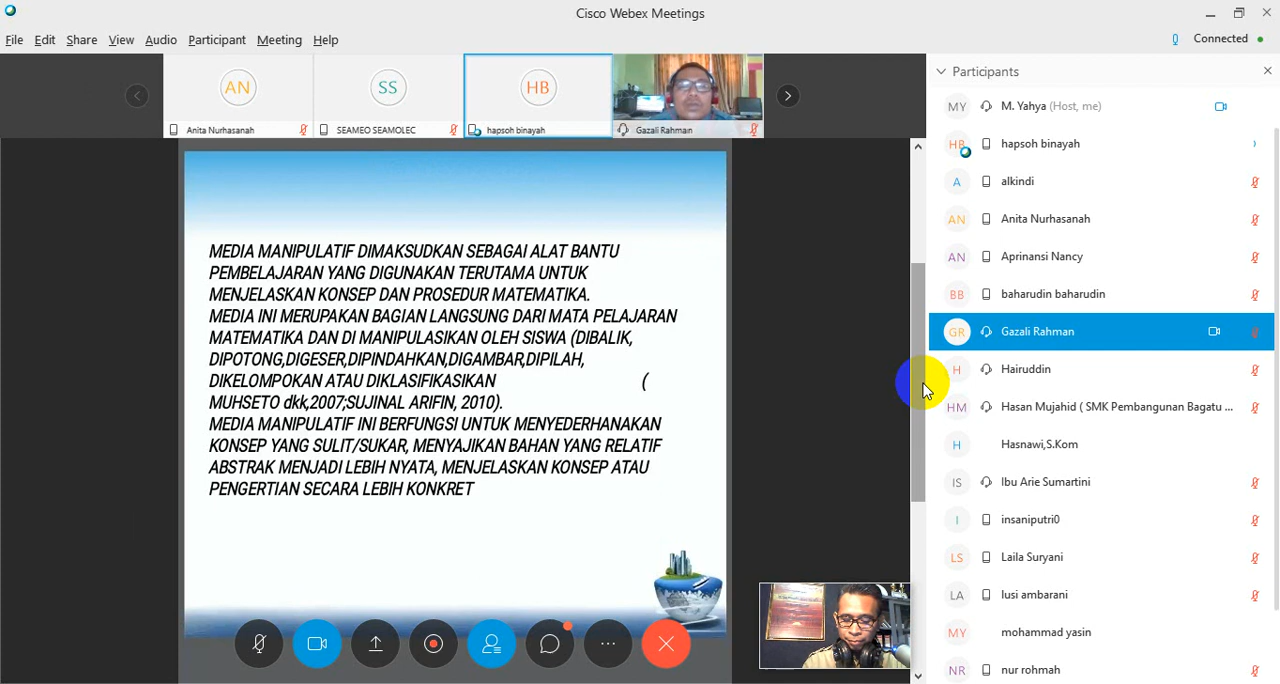 Cisco Webex Meetings
File Edit Share View Audio Participant Meeting Help
Connected
AN
Anita Nurhasanah
SS
SEAMEO SEAMOLEC
HB
hapsoh binayah
Gazali Rahman
MEDIA MANIPULATIF DIMAKSUDKAN SEBAGAI ALAT BANTU
PEMBELAJARAN YANG DIGUNAKAN TERUTAMA UNTUK
MENJELASKAN KONSEP DAN PROSEDUR MATEMATIKA.
MEDIA INI MERUPAKAN BAGIAN LANGSUNG DARI MATA PELAJARAN
MATEMATIKA DAN DI MANIPULASIKAN OLEH SISWA (DIBALIK,
DIPOTONG,DIGESER,DIPINDAHKAN,DIGAMBAR,DIPILAH,
DIKELOMPOKAN ATAU DIKLASIFIKASIKAN (
MUHSETO dkk,2007;SUJINAL ARIFIN, 2010).
MEDIA MANIPULATIF INI BERFUNGSI UNTUK MENYEDERHANAKAN
KONSEP YANG SULIT/SUKAR, MENYAJIKAN BAHAN YANG RELATIF
ABSTRAK MENJADI LEBIH NYATA, MENJELASKAN KONSEP ATAU
PENGERTIAN SECARA LEBIH KONKRET
Participants
MY M. Yahya (Host, me)
HB hapsoh binayah
A alkindi
AN Anita Nurhasanah
AN Aprinansi Nancy
BB baharudin baharudin
GR Gazali Rahman
H Hairuddin
HM Hasan Mujahid ( SMK Pembangunan Bagatu ...
H Hasnawi,S.Kom
IS Ibu Arie Sumartini
I insaniputri0
LS Laila Suryani
LA lusi ambarani
MY mohammad yasin
NR nur rohmah